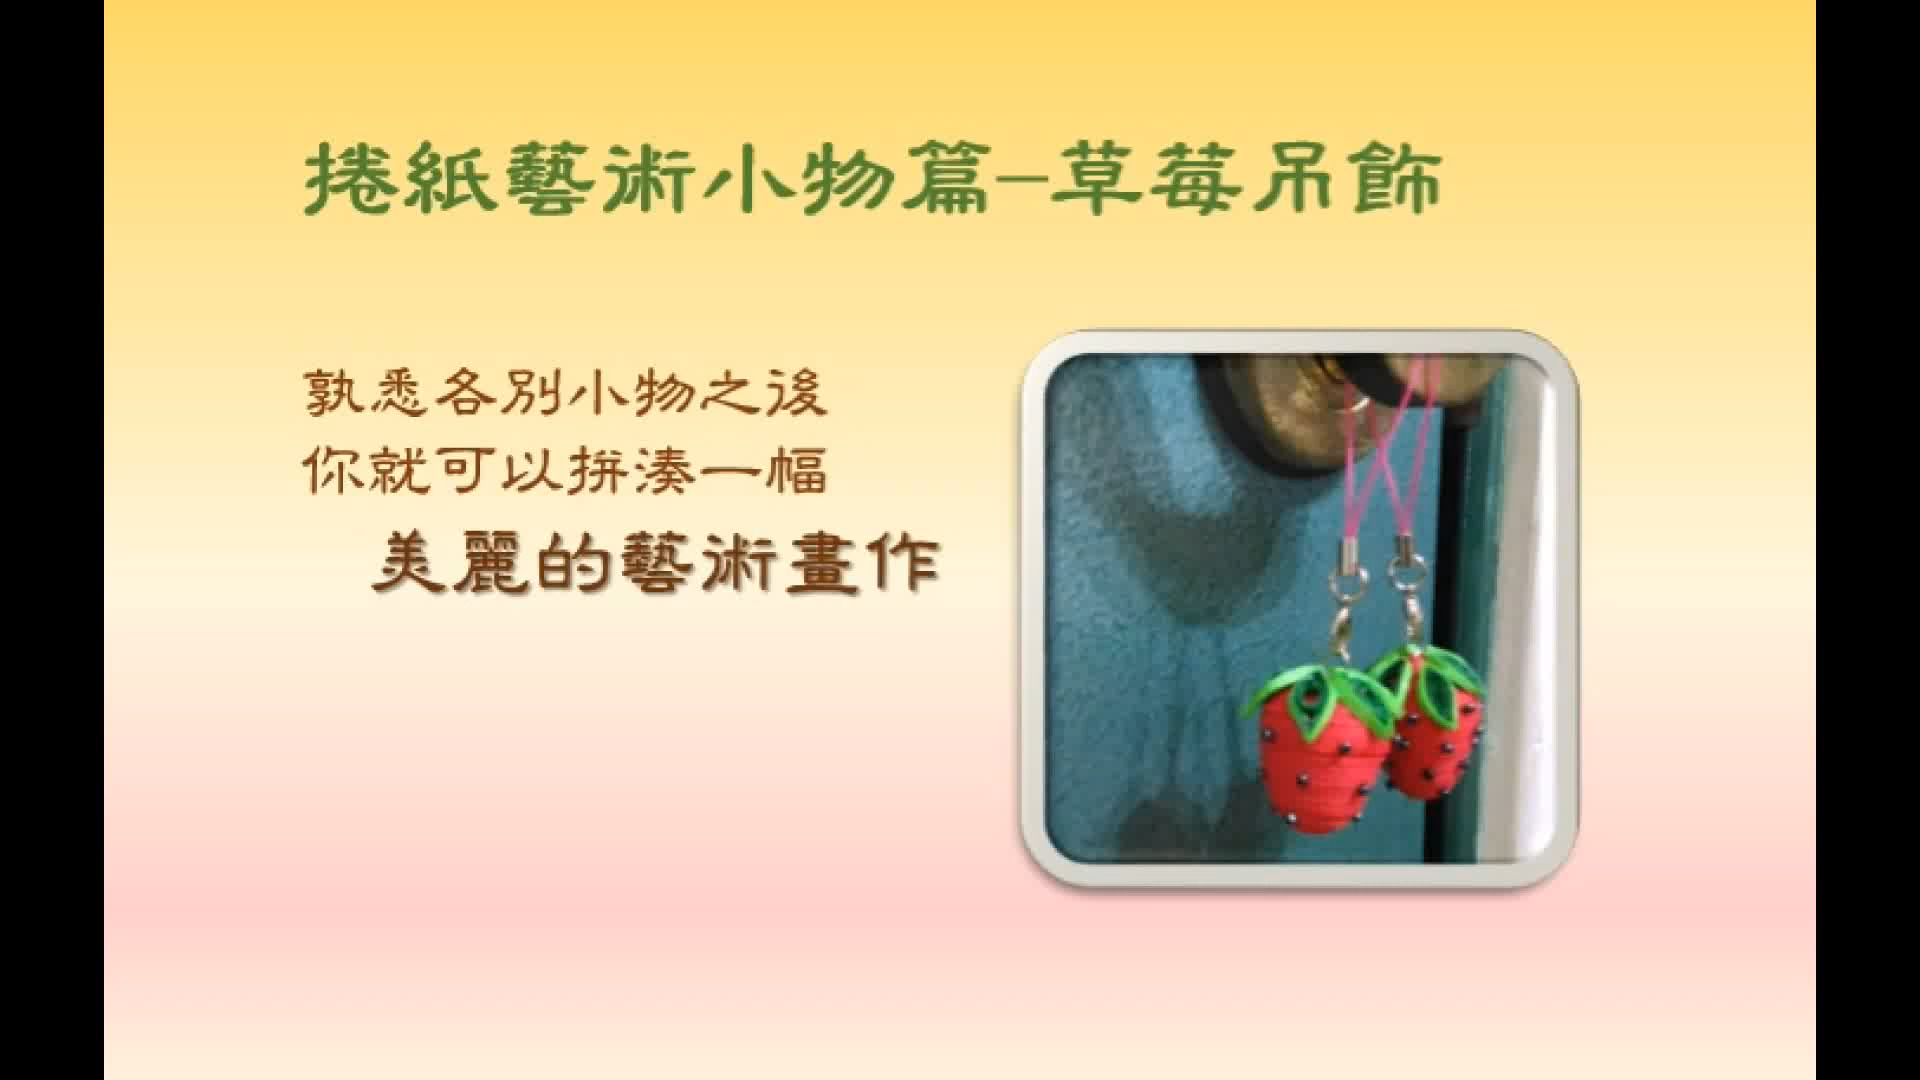 捲紙藝術小物篇-草莓吊飾
孰悉各別小物之後
你就可以拼湊一幅
美麗的藝術畫作